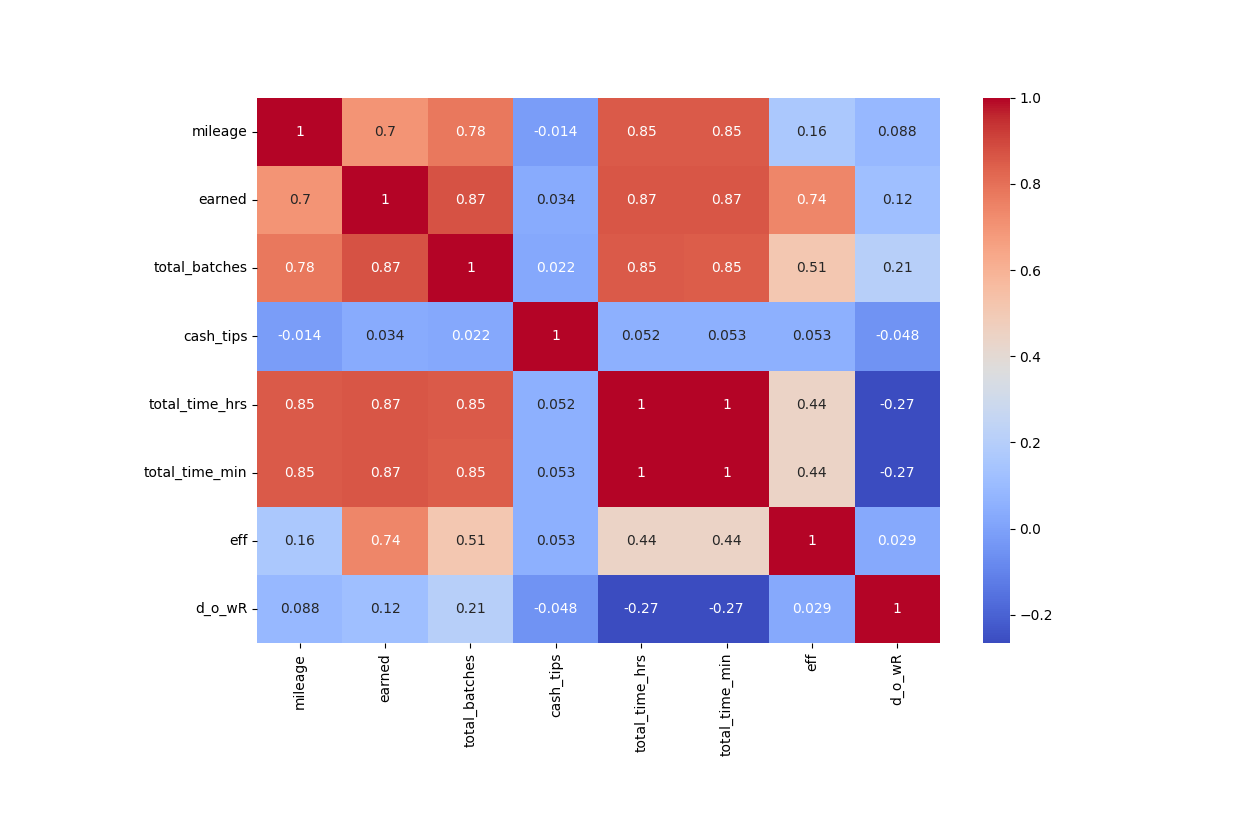 1.0
mileage 1 0.7 0.78 -0.014 0.85 0.85 0.16 0.088
0.8
earned 0.7 1 0.87 0.034 0.87 0.87 0.74 0.12
total_batches 0.78 0.87 1 0.022 0.85 0.85 0.51 0.21
0.6
cash_tips -0.014 0.034 0.022 1 0.052 0.053 0.053 -0.048
0.4
total_time_hrs 0.85 0.87 0.85 0.052 1 1 0.44 -0.27
0.2
total_time_min 0.85 0.87 0.85 0.053 1 1 0.44 -0.27
0.0
eff 0.16 0.74 0.51 0.053 0.44 0.44 1 0.029
d_o_wR 0.088 0.12 0.21 -0.048 -0.27 -0.27 0.029 1
−0.2
mileage
earned
total_batches
cash_tips
total_time_hrs
total_time_min
eff
d_o_wR